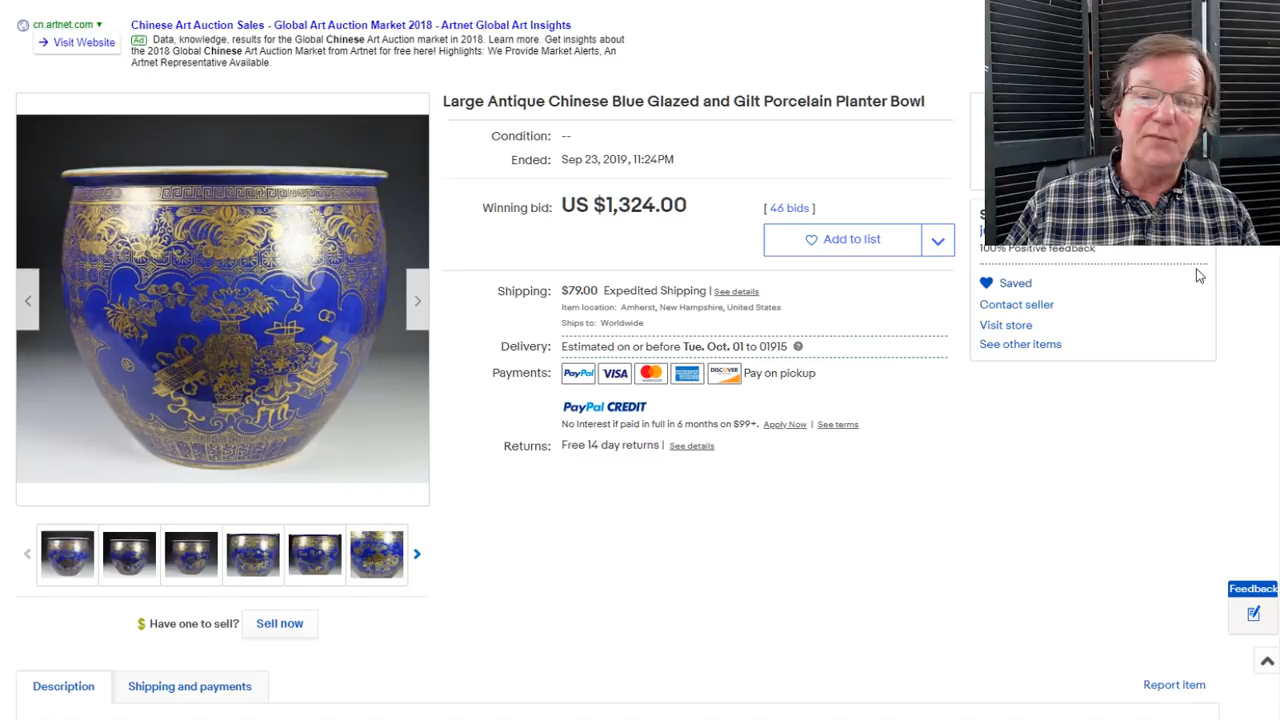 cn.artnet.com
Chinese Art Auction Sales - Global Art Auction Market 2018 - Artnet Global Art Insights
Visit Website
Ad Data, knowledge, results for the Global Chinese Art Auction market in 2018. Learn more. Get insights about
the 2018 Global Chinese Art Auction Market from Artnet for free here! Highlights: We Provide Market Alerts, An
Artnet Representative Available.
Large Antique Chinese Blue Glazed and Gilt Porcelain Planter Bowl
Condition: --
Ended: Sep 23, 2019, 11:24PM
Winning bid: US $1,324.00 [ 46 bids ]
Add to list
Shipping: $79.00 Expedited Shipping | See details
Item location: Amherst, New Hampshire, United States
Ships to: Worldwide
Delivery: Estimated on or before Tue. Oct. 01 to 01915
Payments: PayPal VISA MasterCard DISCOVER Pay on pickup
PayPal CREDIT
No Interest if paid in full in 6 months on $99+. Apply Now | See terms
Returns: Free 14 day returns | See details
100% Positive feedback
Saved
Contact seller
Visit store
See other items
$ Have one to sell? Sell now
Feedback
Description
Shipping and payments
Report item